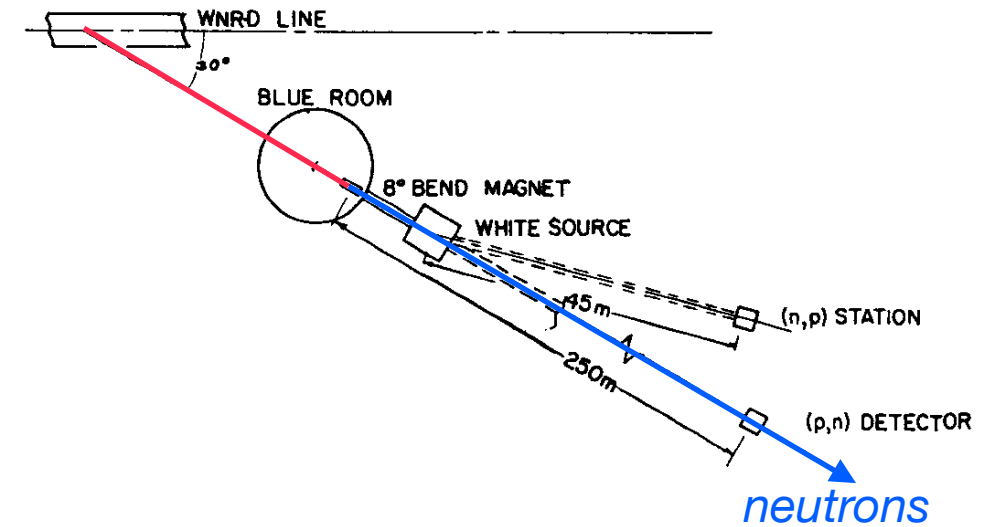 WNRD LINE
30°
BLUE ROOM
8° BEND MAGNET
WHITE SOURCE
45m
(n,p) STATION
250m
(p,n) DETECTOR
neutrons